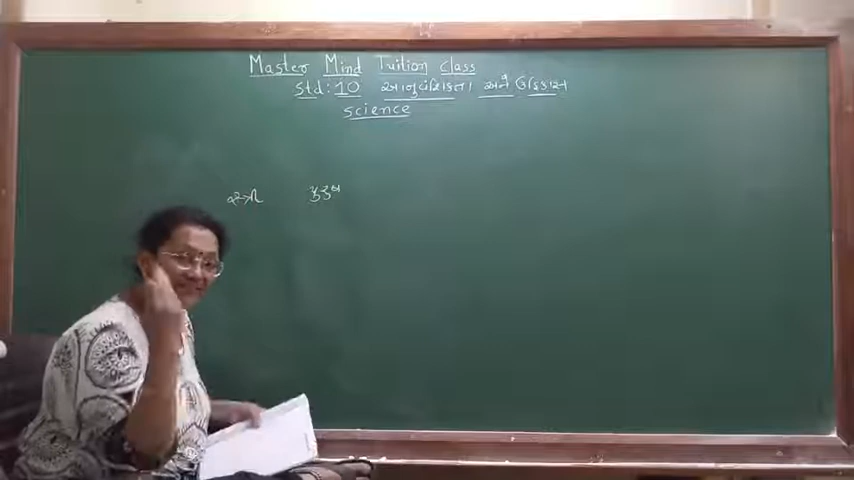 Master Mind Tuition Class
Std: 10 આનુવંશિકતા અને ઉદ્વિકાસ
science
સ્ત્રી પુરુષ